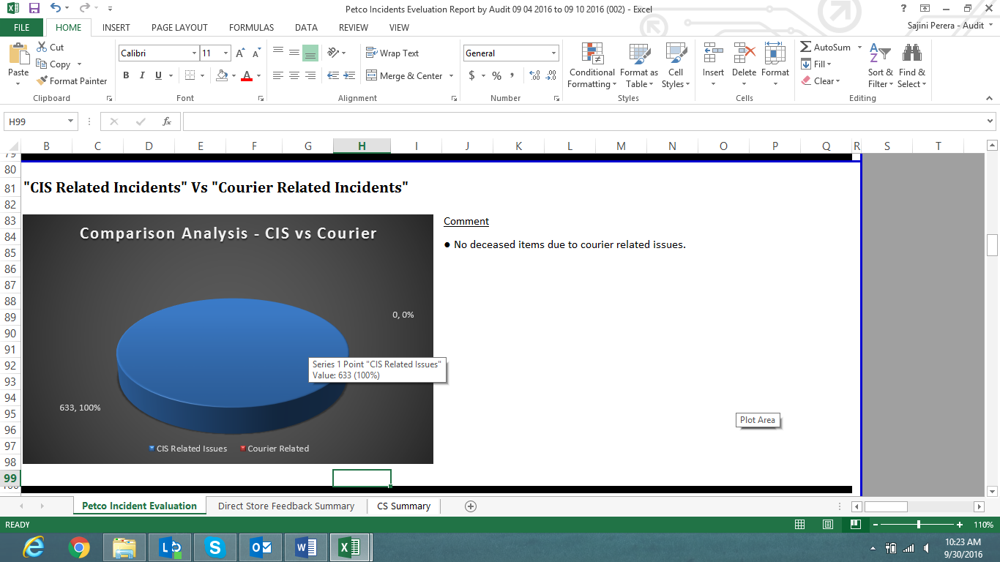 Petco Incidents Eveluation Report by Audit 09 04 2016 to 09 10 2016 (002) - Excel
FILE HOME INSERT PAGE LAYOUT FORMULAS DATA REVIEW VIEW
Sajini Perera - Audit
Paste
Cut
Copy
Format Painter
Clipboard
Calibri 11
B I U
Font
Wrap Text
Merge & Center
Alignment
General
$ % ,
Number
Conditional Formatting
Format as Table
Cell Styles
Styles
Insert Delete Format
Cells
AutoSum
Fill
Clear
Sort & Filter
Find & Select
Editing
H99
fx
B C D E F G H I J K L M N O P Q R S T
79
80
81
82
83
84
85
86
87
88
89
90
91
92
93
94
95
96
97
98
99
100
"CIS Related Incidents" Vs "Courier Related Incidents"
Comparison Analysis - CIS vs Courier
0, 0%
Series 1 Point "CIS Related Issues"
Value: 633 (100%)
633, 100%
CIS Related Issues Courier Related
Comment
● No deceased items due to courier related issues.
Plot Area
Petco Incident Evaluation Direct Store Feedback Summary CS Summary
READY
110%
10:23 AM
9/30/2016